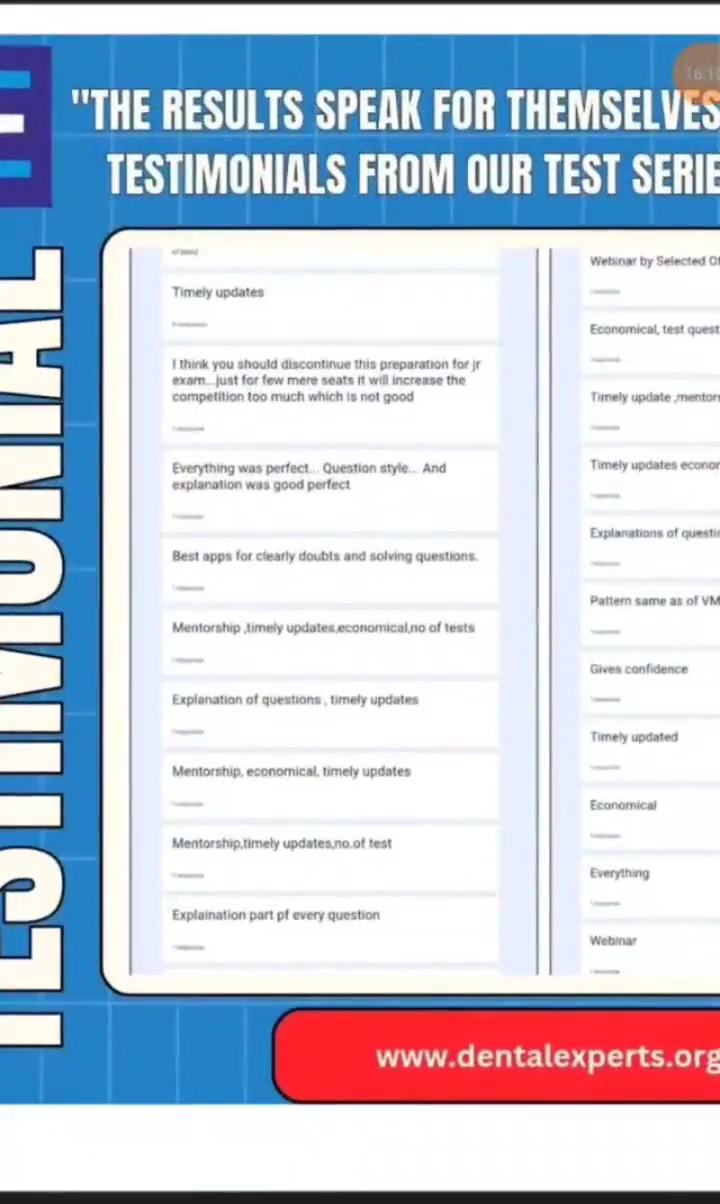 "THE RESULTS SPEAK FOR THEMSELVES
TESTIMONIALS FROM OUR TEST SERIE
TESTIMONIAL
Timely updates
I think you should discontinue this preparation for jr
exam...just for few mere seats it will increase the
competition too much which is not good
Everything was perfect... Question style... And
explanation was good perfect
Best apps for clearly doubts and solving questions.
Mentorship ,timely updates,economical,no of tests
Explanation of questions , timely updates
Mentorship, economical, timely updates
Mentorship,timely updates,no.of test
Explaination part pf every question
Webinar by Selected Of
Economical, test quest
Timely update ,mentors
Timely updates econor
Explanations of questic
Pattern same as of VM
Gives confidence
Timely updated
Economical
Everything
Webinar
www.dentalexperts.org